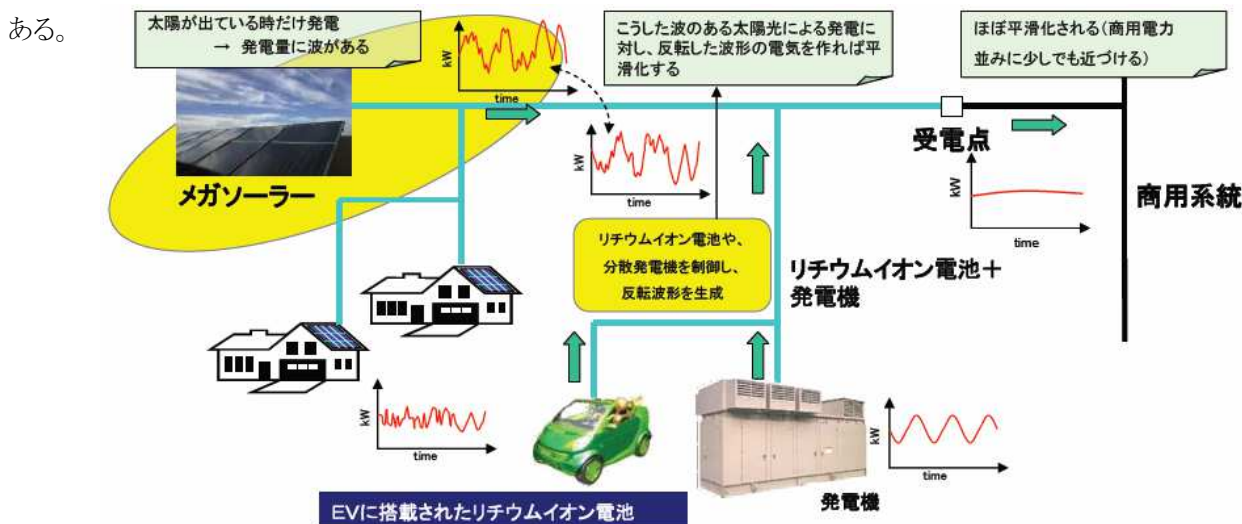 ある。
太陽が出ている時だけ発電
→ 発電量に波がある
こうした波のある太陽光による発電に
対し、反転した波形の電気を作れば平
滑化する
ほぼ平滑化される(商用電力
並みに少しでも近づける)
kW
time
メガソーラー
kW
time
受電点
kW
time
商用系統
リチウムイオン電池や、
分散発電機を制御し、
反転波形を生成
リチウムイオン電池+
発電機
kW
time
kW
time
発電機
EVに搭載されたリチウムイオン電池